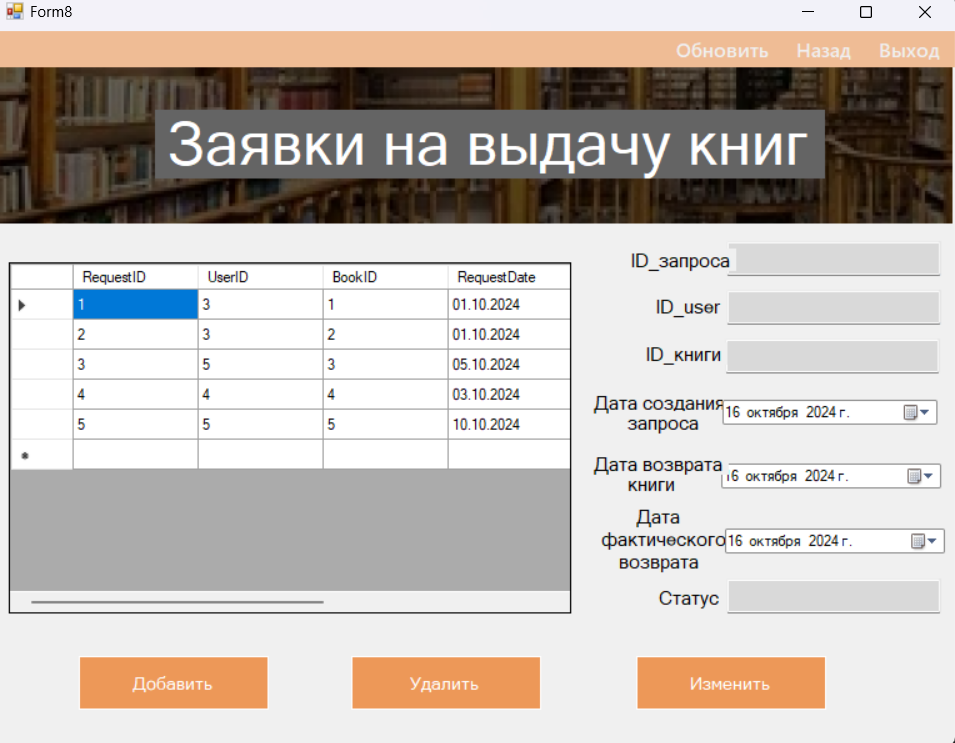 Form8
Обновить Назад Выход
Заявки на выдачу книг
RequestID UserID BookID RequestDate
1 3 1 01.10.2024
2 3 2 01.10.2024
3 5 3 05.10.2024
4 4 4 03.10.2024
5 5 5 10.10.2024
ID_запроса
ID_user
ID_книги
Дата создания
запроса
16 октября 2024 г.
Дата возврата
книги
16 октября 2024 г.
Дата
фактического
возврата
16 октября 2024 г.
Статус
Добавить Удалить Изменить